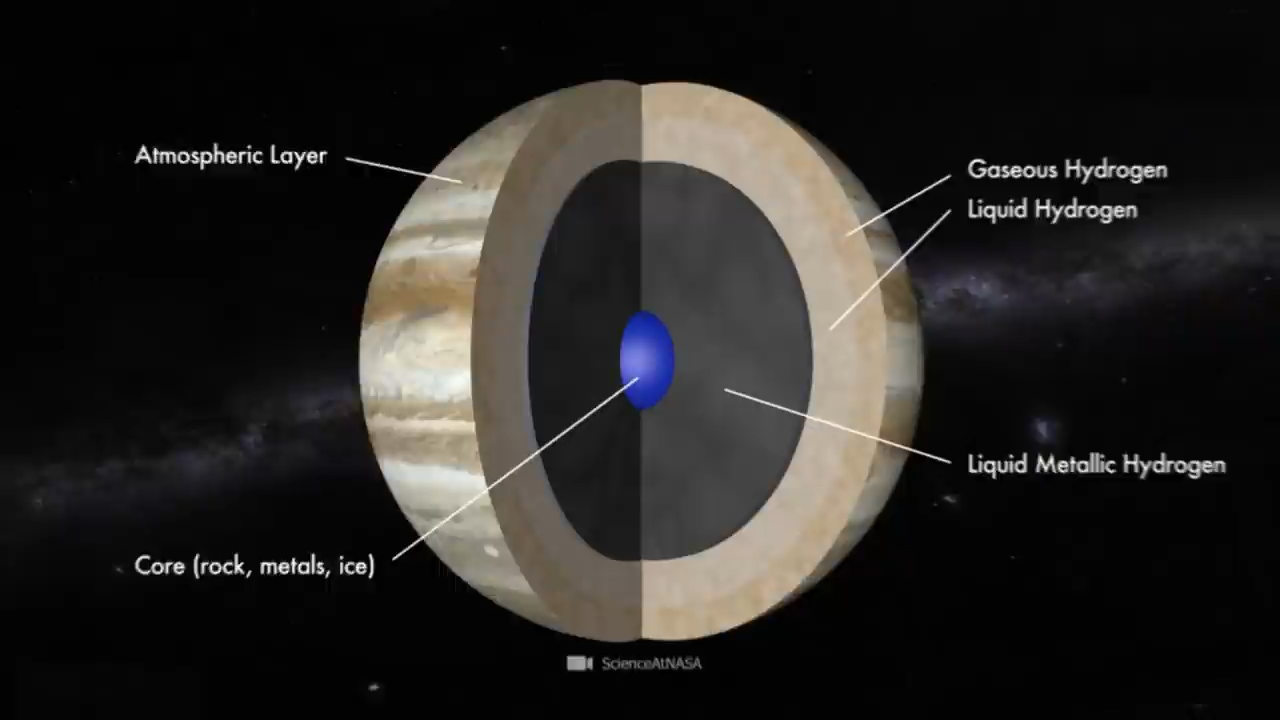 Atmospheric Layer
Gaseous Hydrogen
Liquid Hydrogen
Liquid Metallic Hydrogen
Core (rock, metals, ice)
ScienceAtNASA